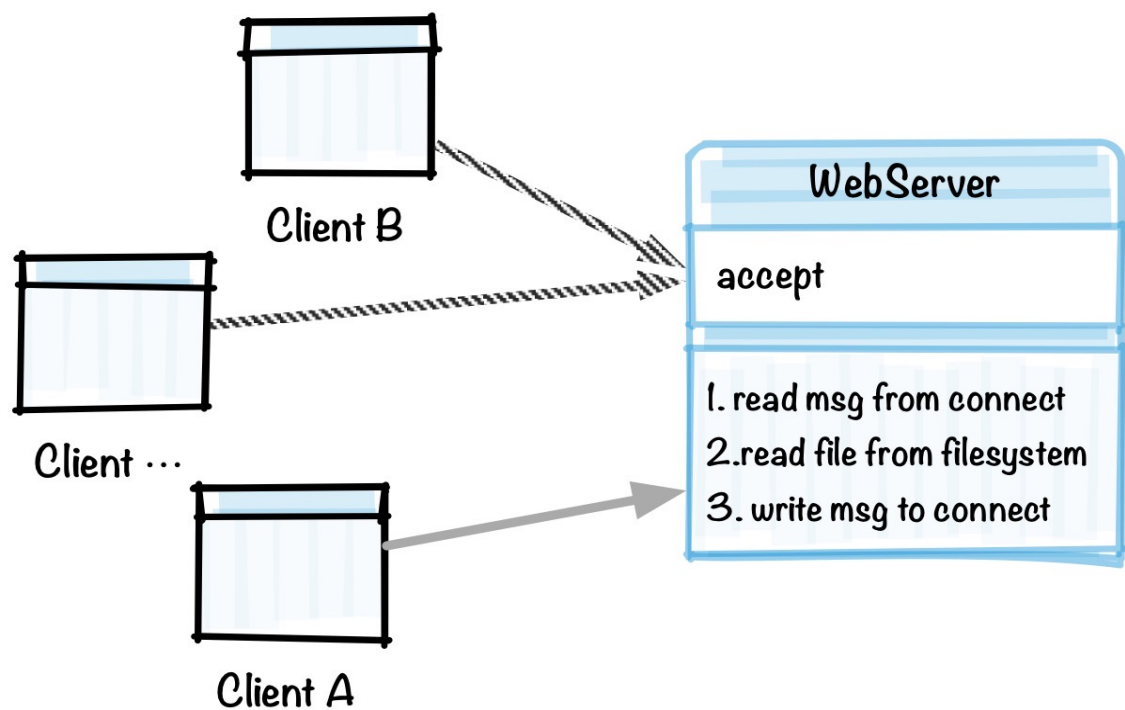 Client B
WebServer
accept
Client ...
1. read msg from connect
2.read file from filesystem
3. write msg to connect
Client A